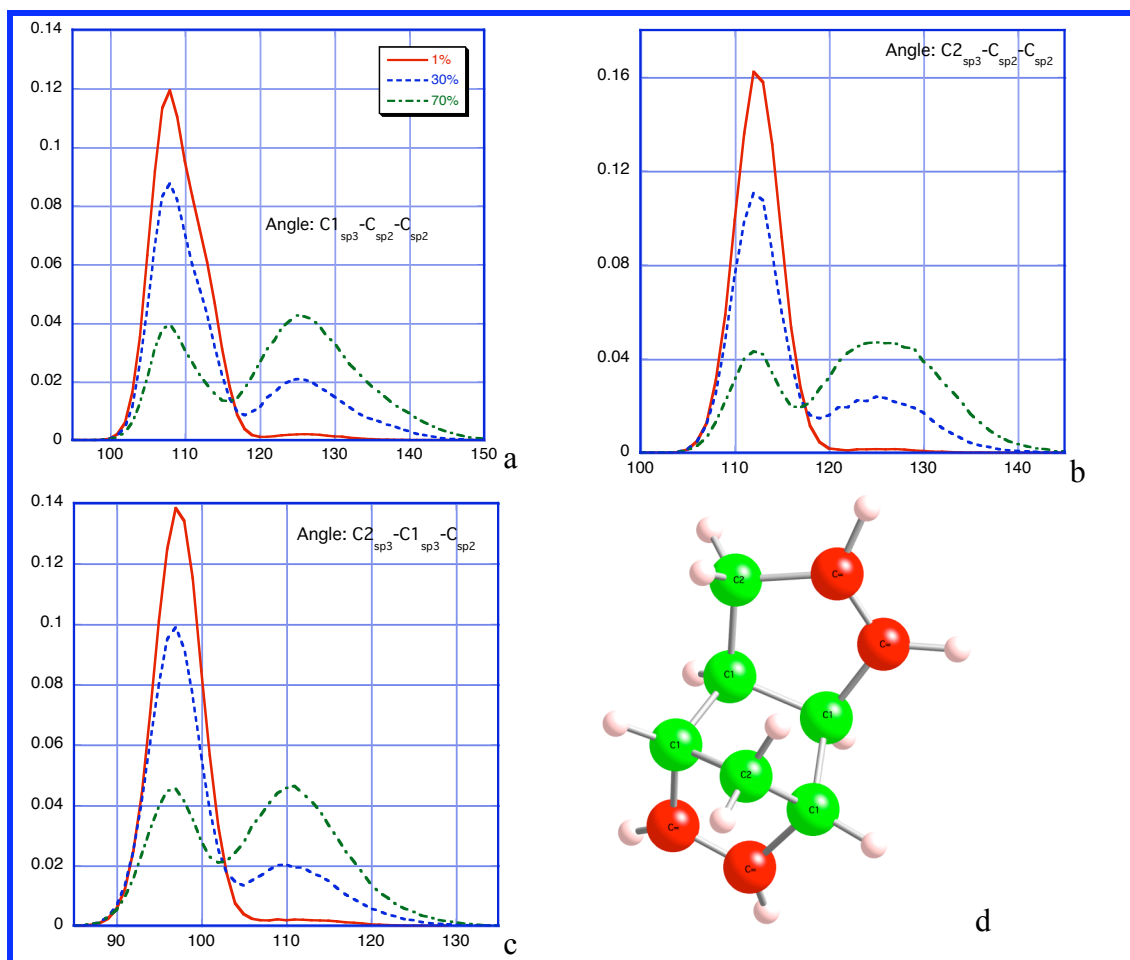 0.14
0.12
0.1
0.08
0.06
0.04
0.02
0
100 110 120 130 140 150
1%
30%
70%
Angle: C1sp3-Csp2-Csp2
a
0.16
0.12
0.08
0.04
0
100 110 120 130 140
Angle: C2sp3-Csp2-Csp2
b
0.14
0.12
0.1
0.08
0.06
0.04
0.02
0
90 100 110 120 130
Angle: C2sp3-C1sp3-Csp2
c
C2
C=
C=
C1
C1
C1
C2
C1
C=
C=
d